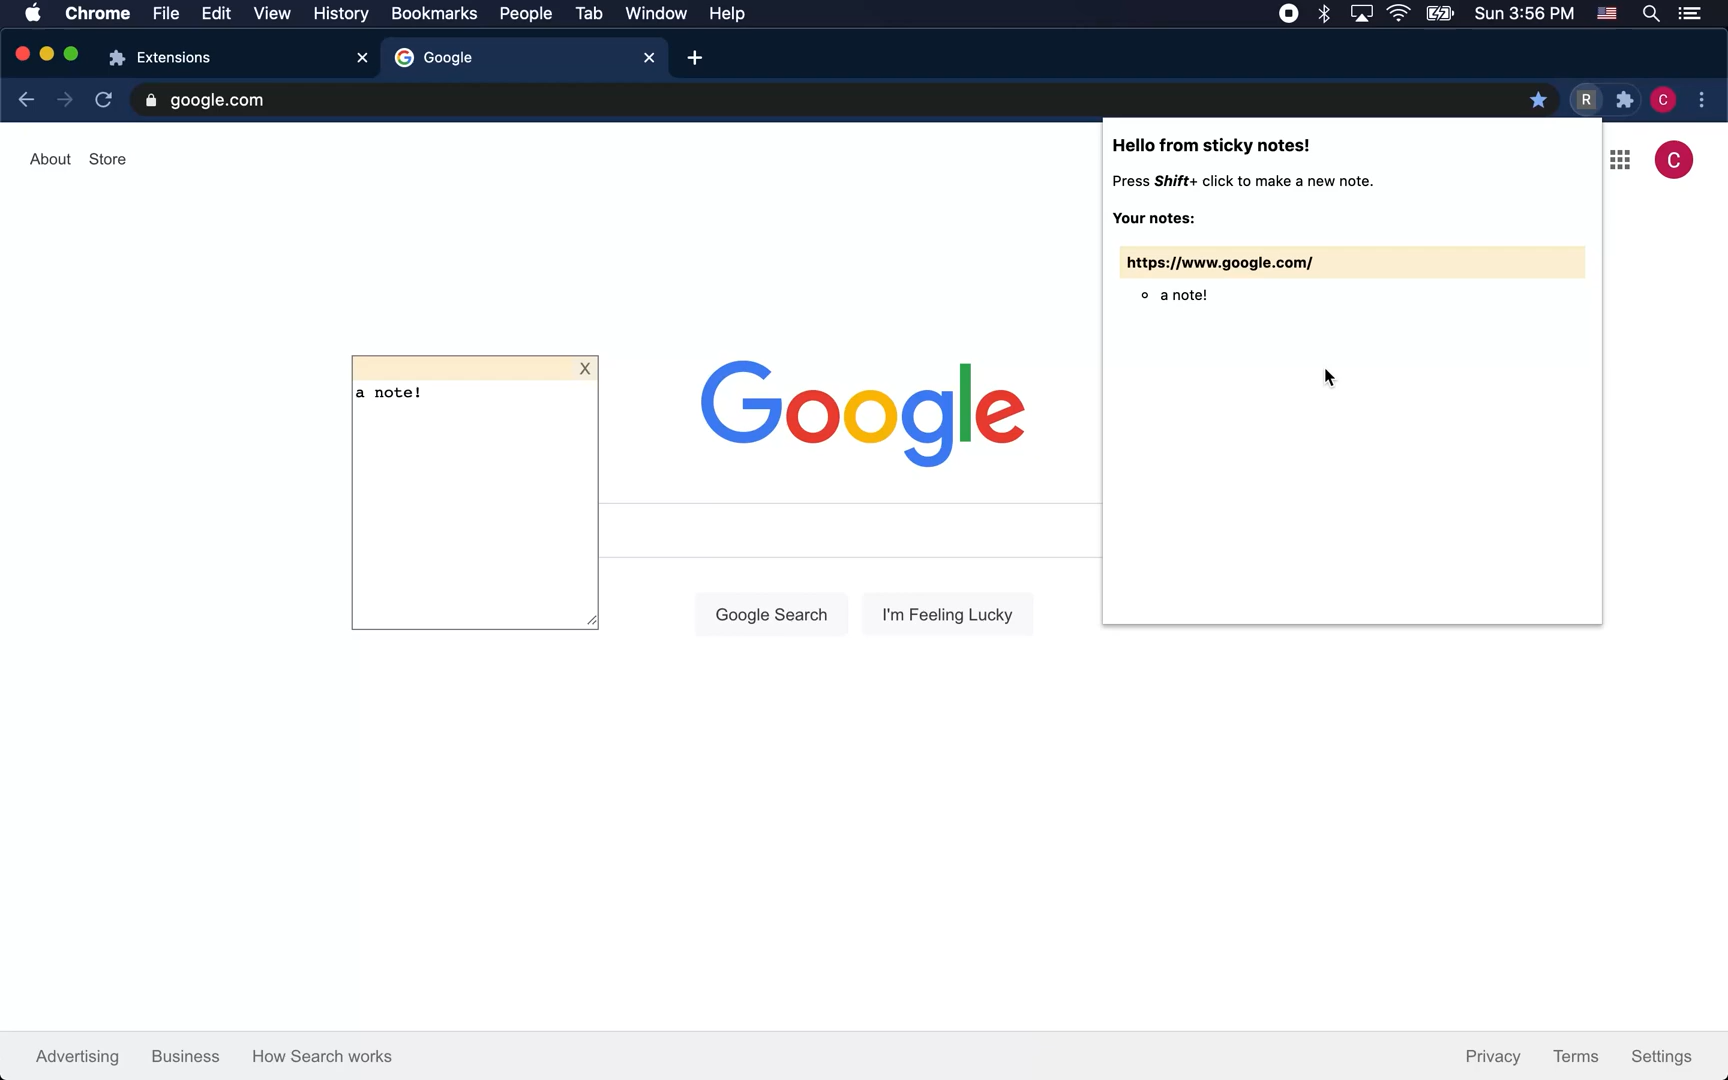 Chrome File Edit View History Bookmarks People Tab Window Help Sun 3:56 PM
Extensions Google
google.com R C
About Store C
Hello from sticky notes!
Press Shift+ click to make a new note.
Your notes:
https://www.google.com/
a note!
X
a note!
Google
Google Search I'm Feeling Lucky
Advertising Business How Search works Privacy Terms Settings